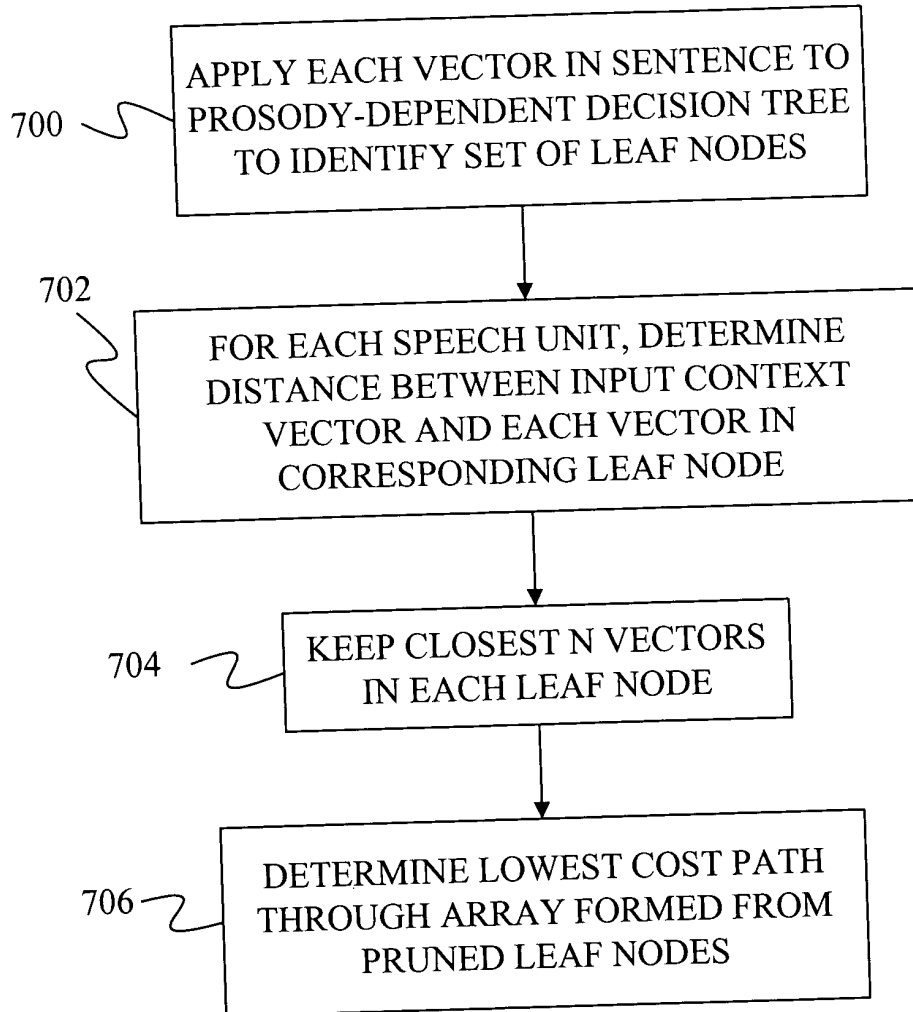 700
APPLY EACH VECTOR IN SENTENCE TO
PROSODY-DEPENDENT DECISION TREE
TO IDENTIFY SET OF LEAF NODES
702
FOR EACH SPEECH UNIT, DETERMINE
DISTANCE BETWEEN INPUT CONTEXT
VECTOR AND EACH VECTOR IN
CORRESPONDING LEAF NODE
704
KEEP CLOSEST N VECTORS
IN EACH LEAF NODE
706
DETERMINE LOWEST COST PATH
THROUGH ARRAY FORMED FROM
PRUNED LEAF NODES